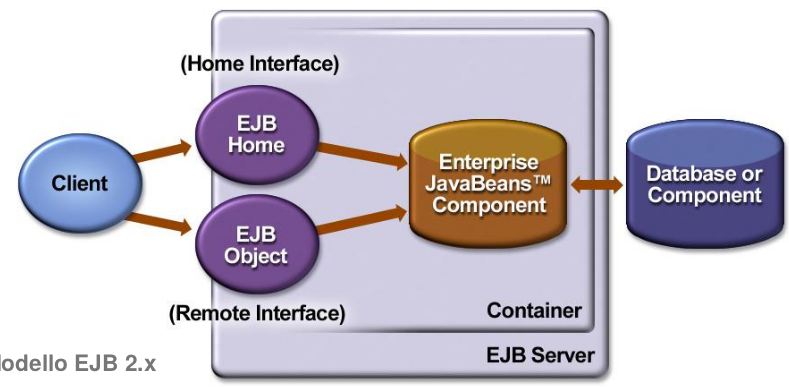 (Home Interface)
EJB
Home
Client
Enterprise
JavaBeans™
Component
Database or
Component
EJB
Object
(Remote Interface)
Container
EJB Server
EJB 2.x